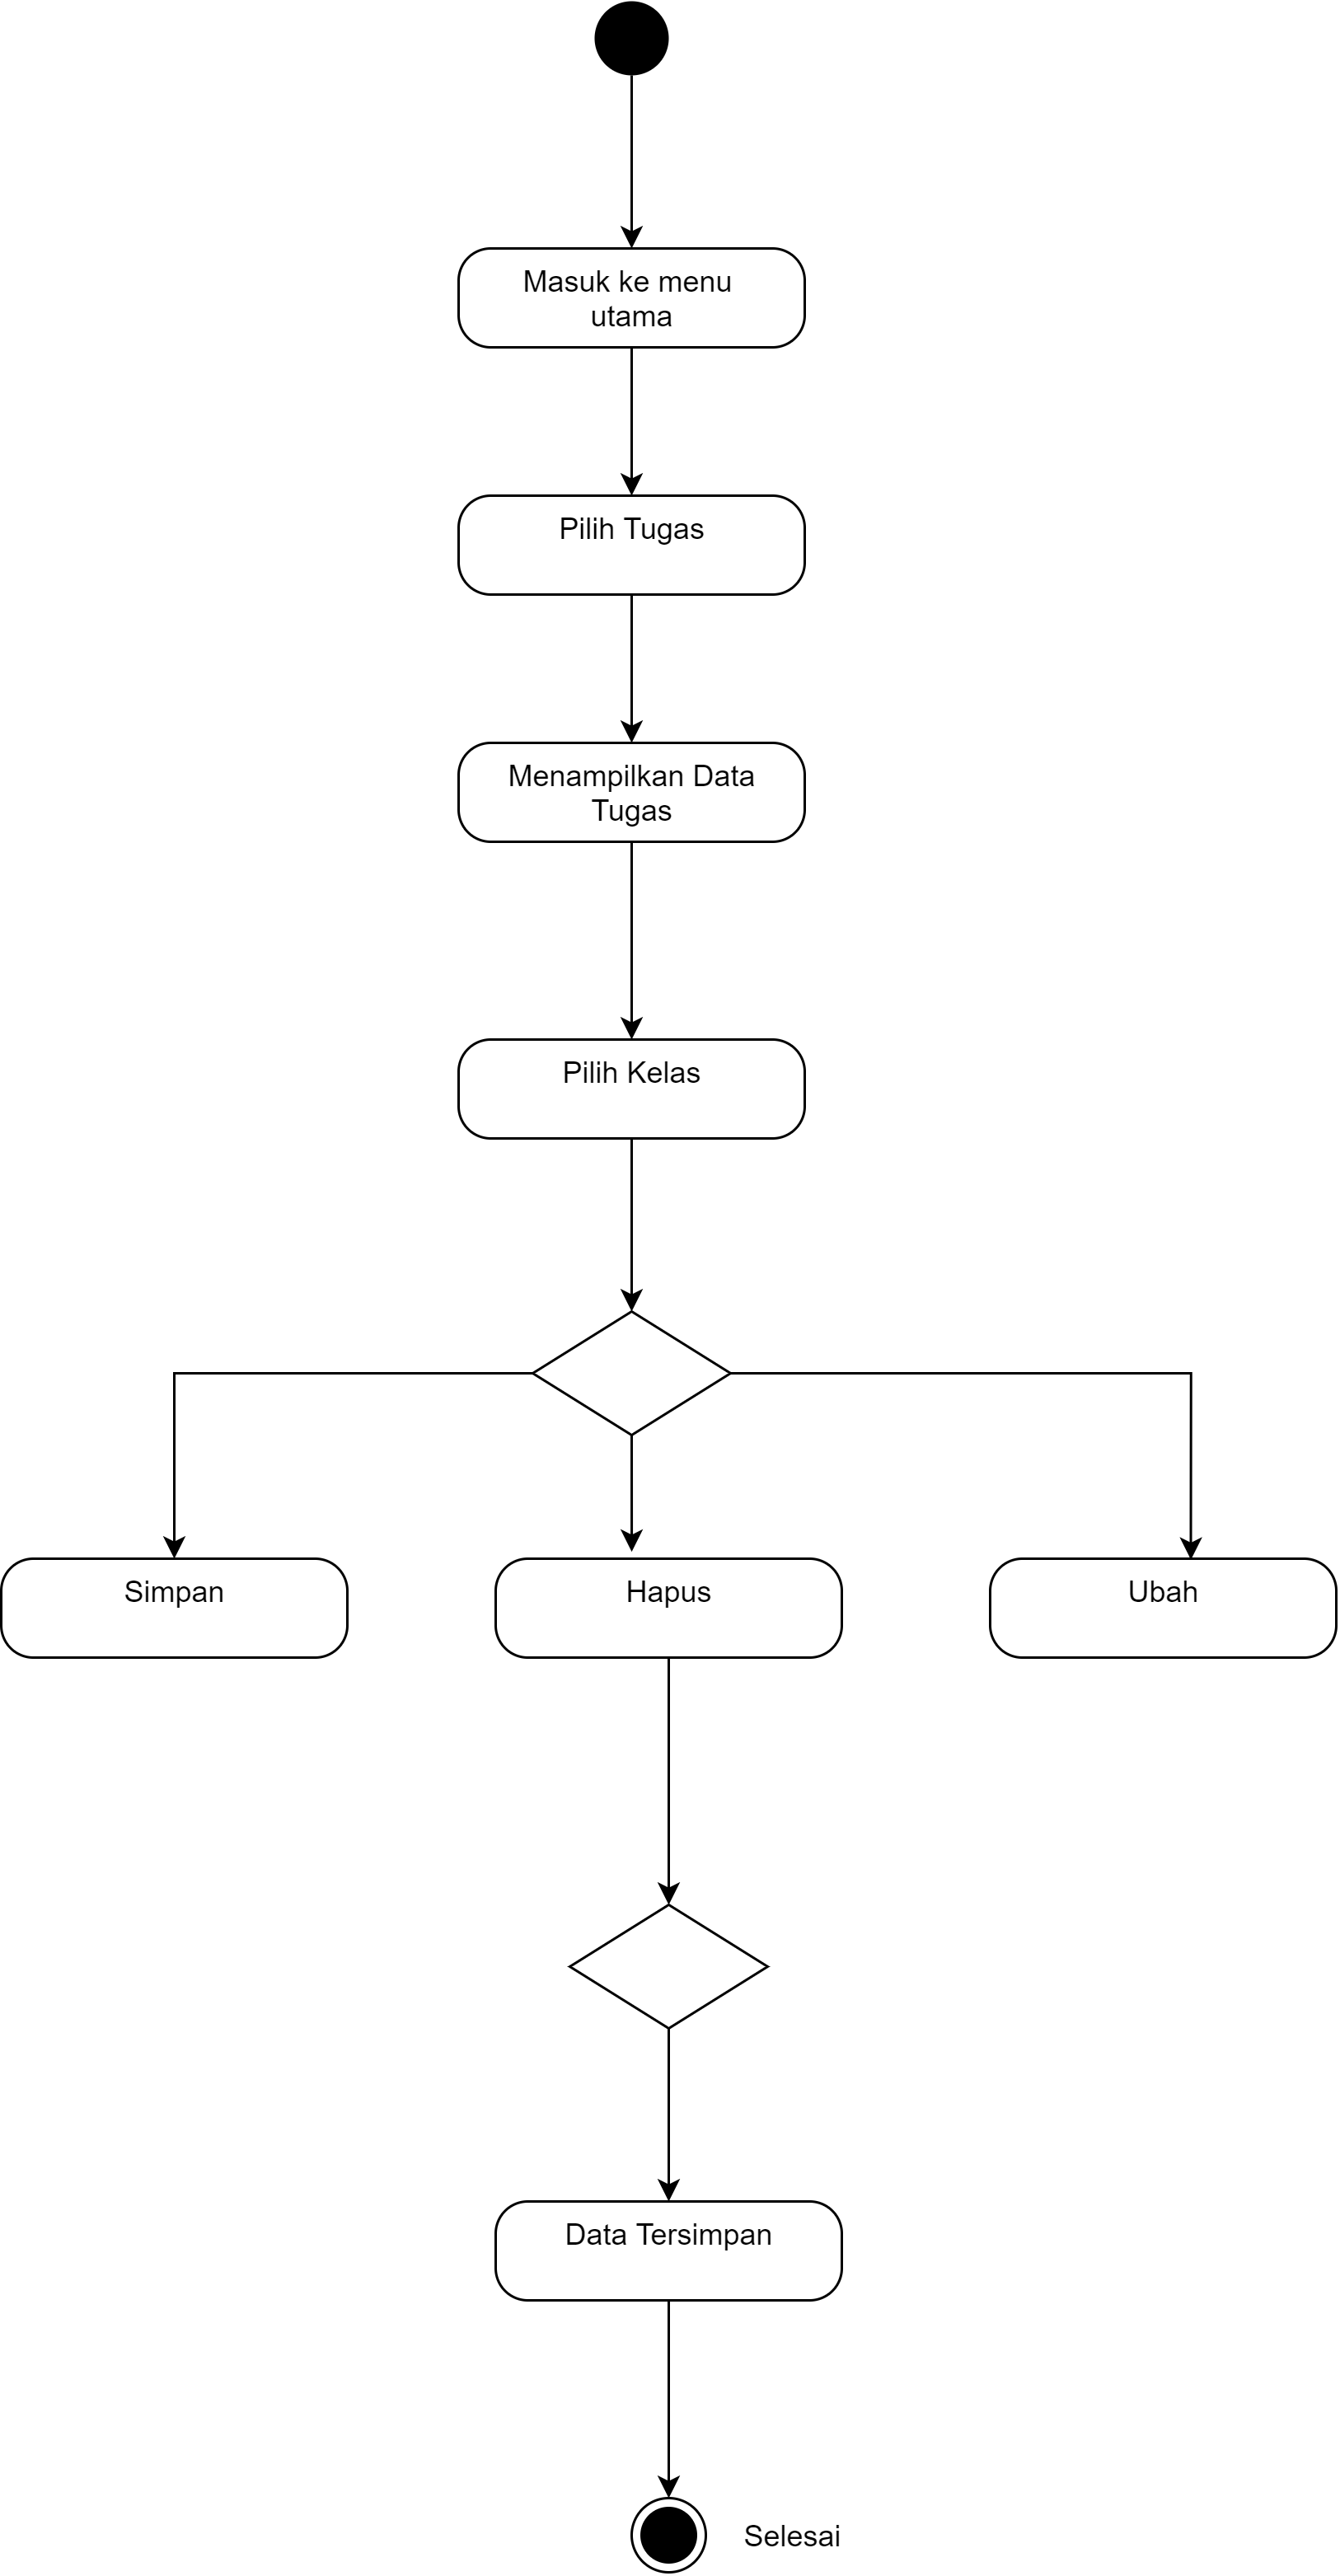 Masuk ke menu
utama
Pilih Tugas
Menampilkan Data
Tugas
Pilih Kelas
Simpan
Hapus
Ubah
Data Tersimpan
Selesai